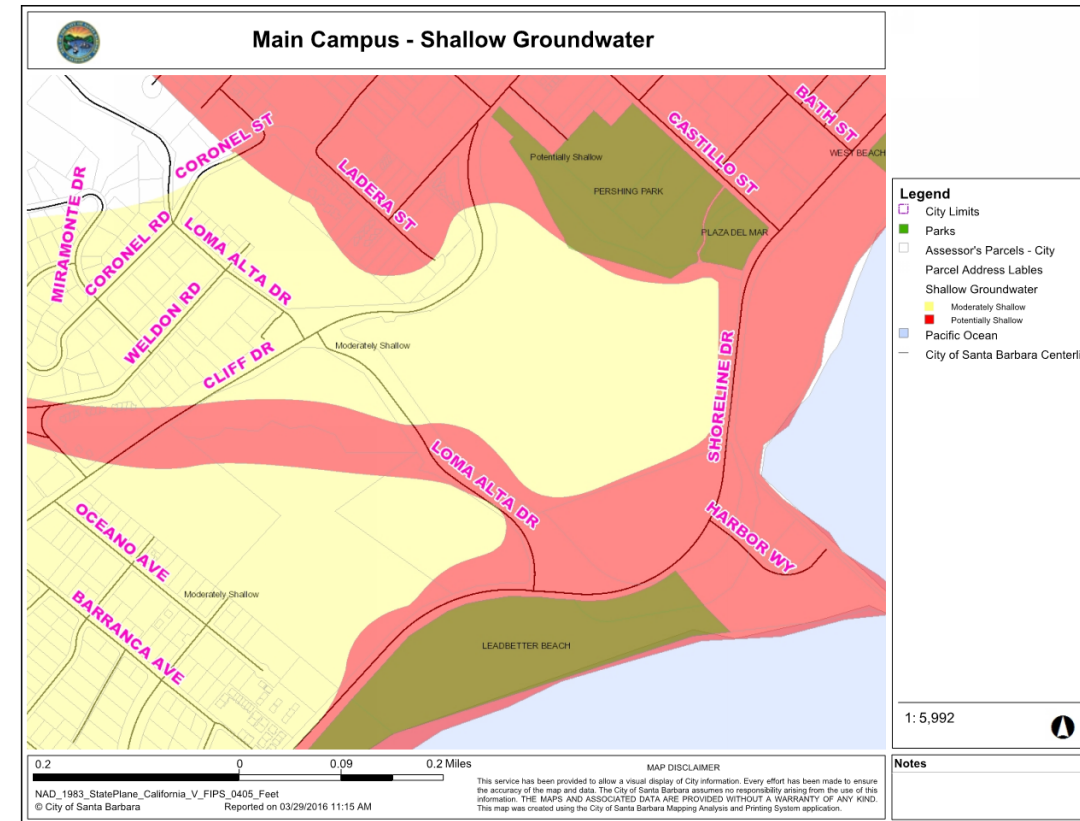 Main Campus - Shallow Groundwater
BATH ST
CASTILLO ST
CORONEL ST
WEST BEACH
Potentially Shallow
LADERA ST
PERSHING PARK
MIRAMONTE DR
PLAZA DEL MAR
CORONEL RD
LOMA ALTA DR
WELDON RD
Moderately Shallow
CLIFF DR
SHORELINE DR
LOMA ALTA DR
HARBOR WY
OCEANO AVE
Moderately Shallow
BARRANCA AVE
LEADBETTER BEACH
Legend
City Limits
Parks
Assessor's Parcels - City
Parcel Address Lables
Shallow Groundwater
Moderately Shallow
Potentially Shallow
Pacific Ocean
City of Santa Barbara Centerli
1: 5,992
Notes
0.2 0 0.09 0.2 Miles
NAD_1983_StatePlane_California_V_FIPS_0405_Feet
© City of Santa Barbara Reported on 03/29/2016 11:15 AM
MAP DISCLAIMER
This service has been provided to allow a visual display of City information. Every effort has been made to ensure
the accuracy of the map and data. The City of Santa Barbara assumes no responsibility arising from the use of this
information. THE MAPS AND ASSOCIATED DATA ARE PROVIDED WITHOUT A WARRANTY OF ANY KIND.
This map was created using the City of Santa Barbara Mapping Analysis and Printing System application.